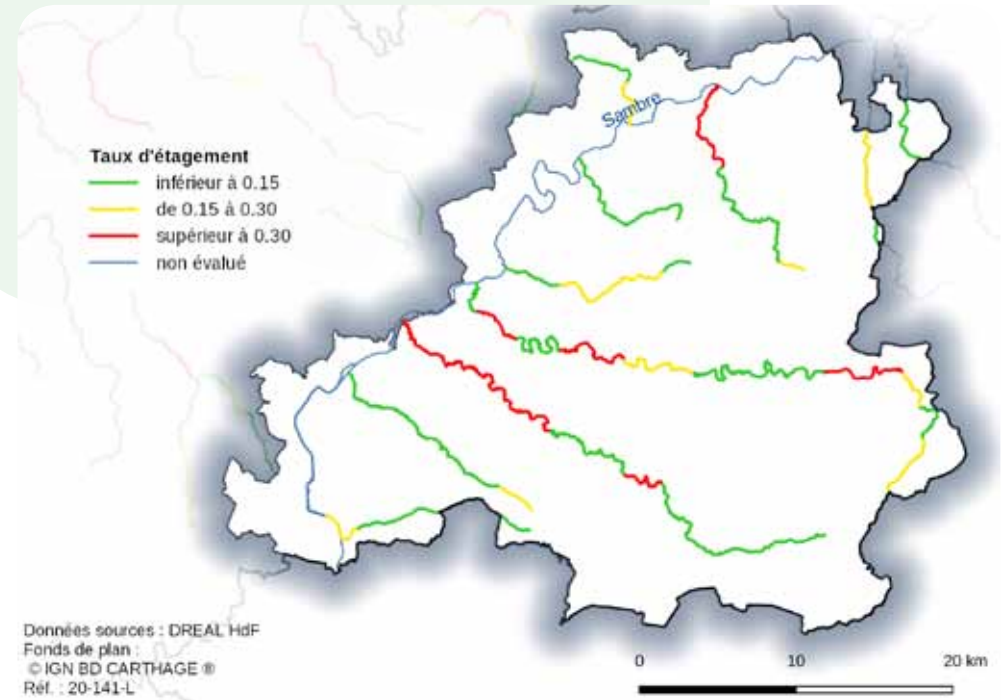 Sambre
Taux d'étagement
inférieur à 0.15
de 0.15 à 0.30
supérieur à 0.30
non évalué
Données sources : DREAL HdF
Fonds de plan :
© IGN BD CARTHAGE ®
Réf. : 20-141-L
0 10 20 km